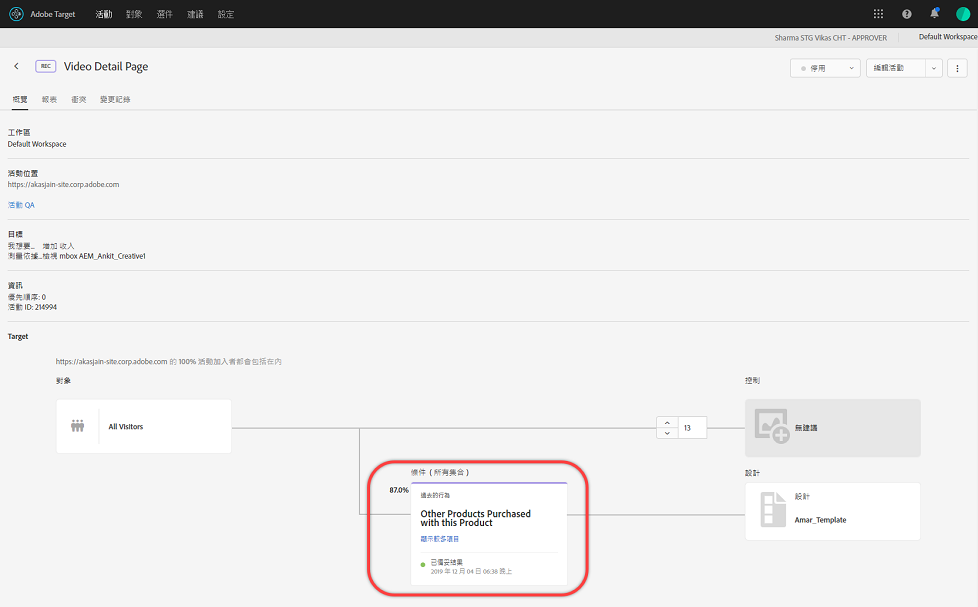 Adobe Target 活動 對象 選件 建議 設定
Sharma STG Vikas CHT - APPROVER Default Workspace
REC Video Detail Page 停用 編輯活動
概覽 報表 衝突 變更記錄
工作區
Default Workspace
活動位置
https://akasjain-site.corp.adobe.com
活動 QA
目標
我想要... 增加 收入
測量依據...檢視 mbox AEM_Ankit_Creative1
資訊
優先順序: 0
活動 ID: 214994
Target
https://akasjain-site.corp.adobe.com 的 100% 活動加入者都會包括在內
對象 控制
All Visitors 13 無建議
條件 ( 所有集合 ) 設計
87.0% 過去的行為 設計
Other Products Purchased
with this Product Amar_Template
顯示較多項目
已備妥結果
2019 年 12 月 04 日 06:38 晚上